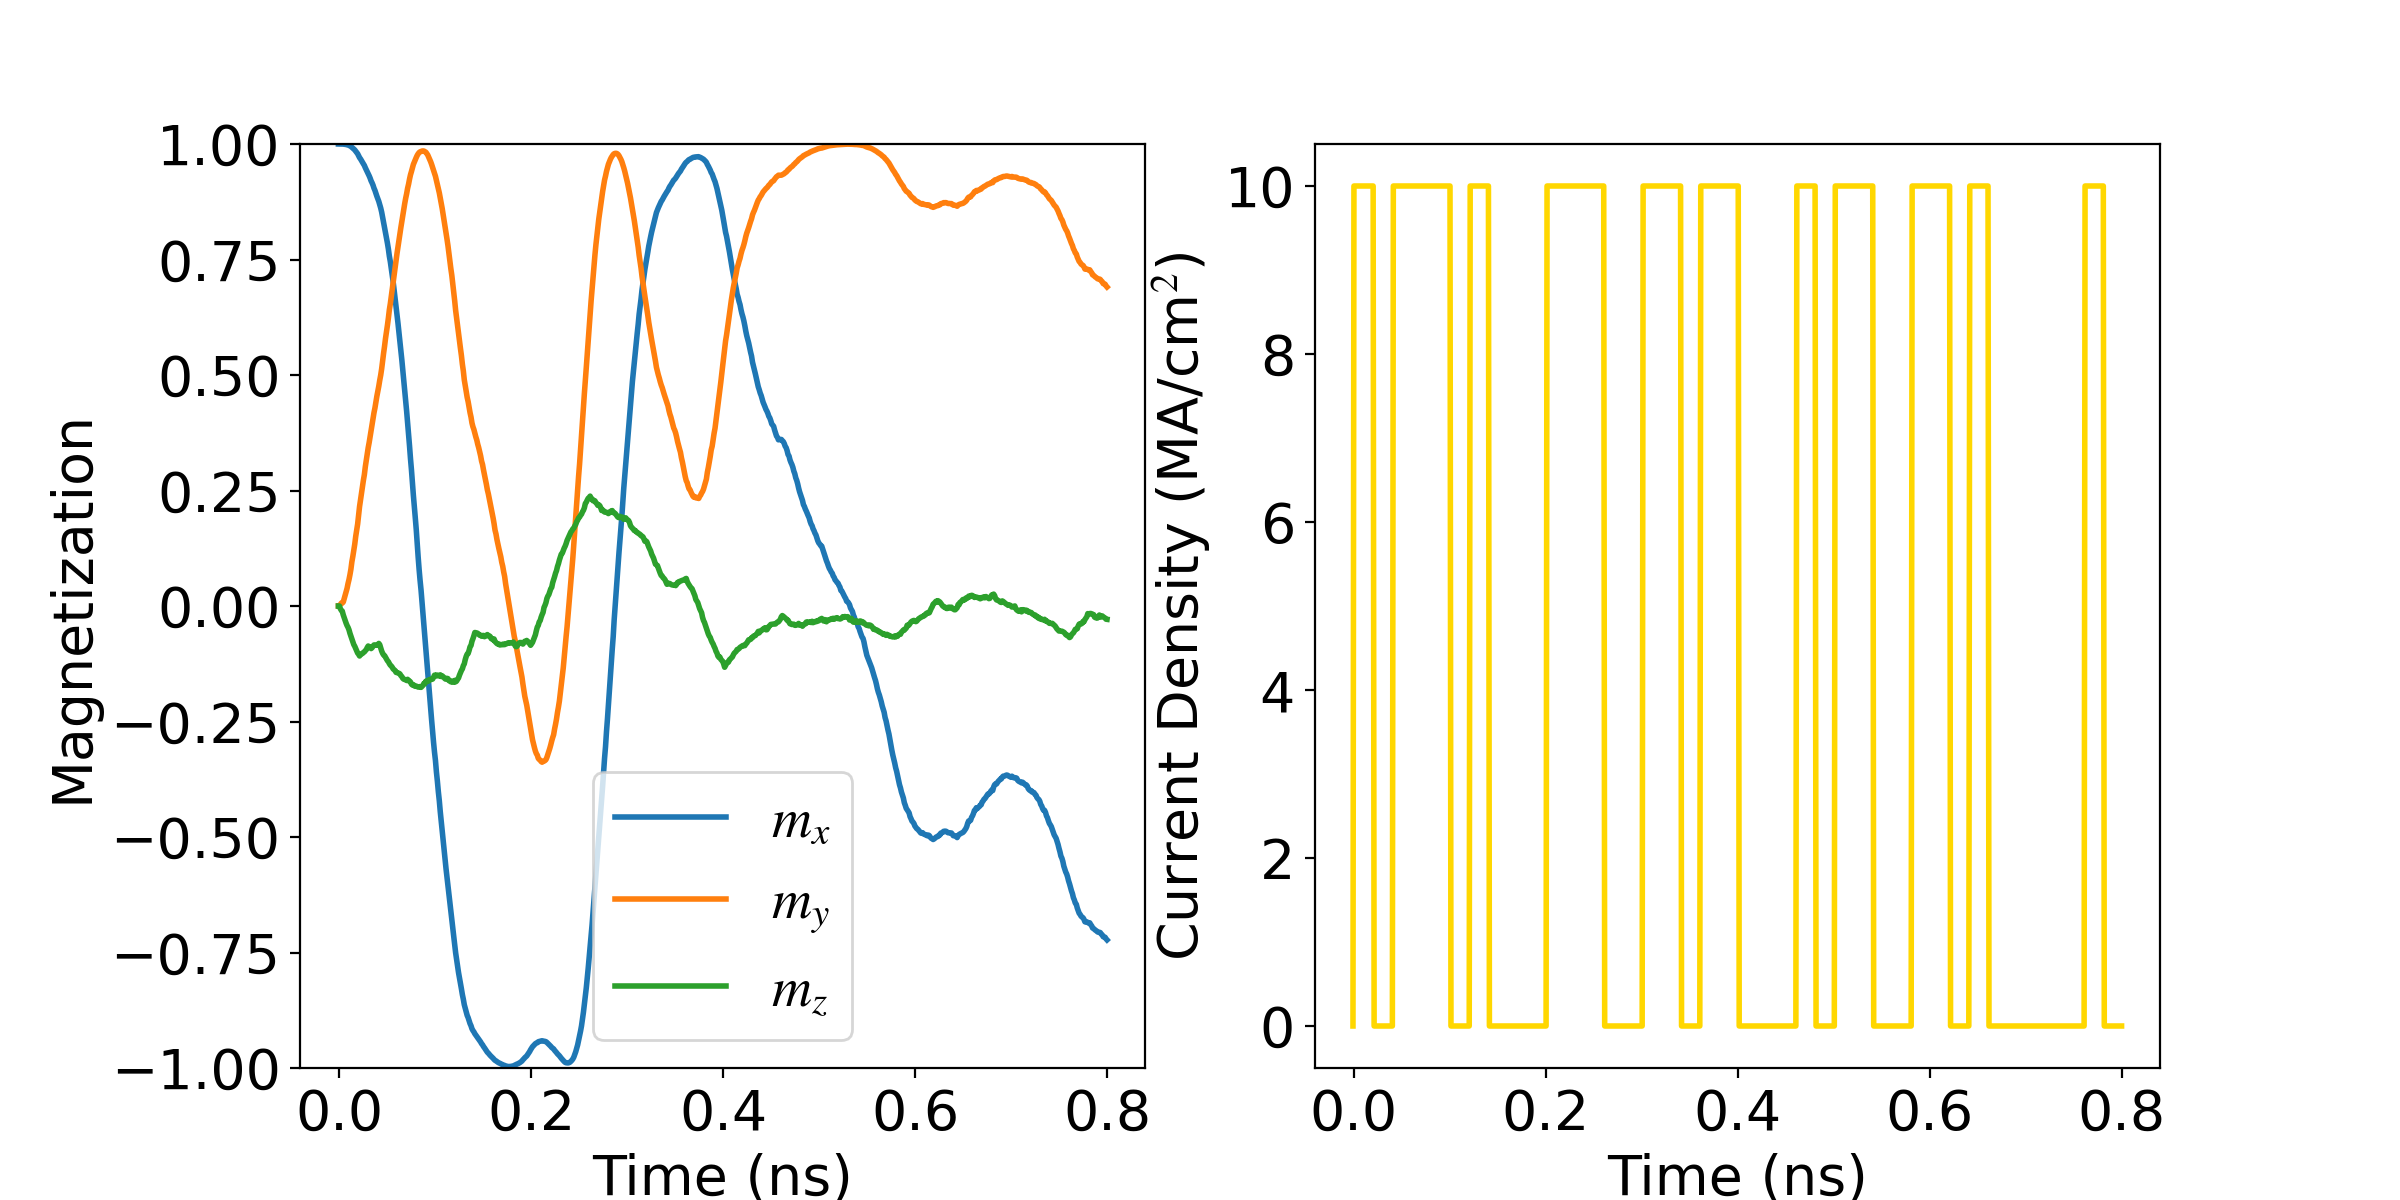 Magnetization
1.00
0.75
0.50
0.25
0.00
−0.25
−0.50
−0.75
−1.00
0.0 0.2 0.4 0.6 0.8
Time (ns)
m_x
m_y
m_z
Current Density (MA/cm²)
10
8
6
4
2
0
0.0 0.2 0.4 0.6 0.8
Time (ns)